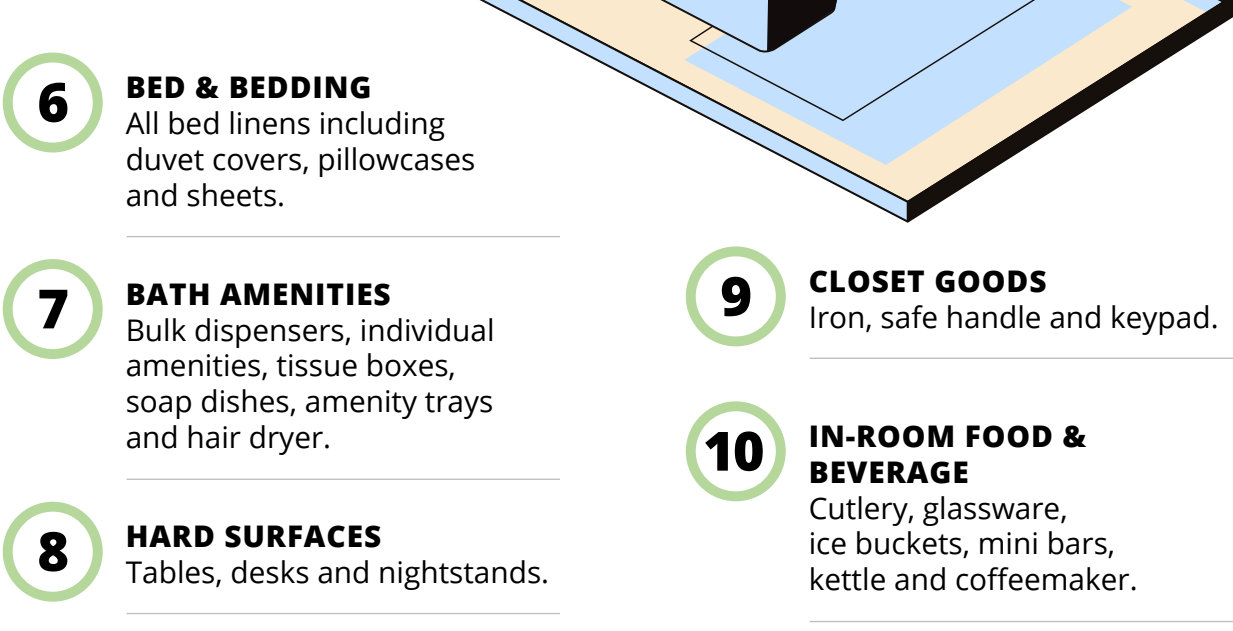 6
BED & BEDDING
All bed linens including
duvet covers, pillowcases
and sheets.
7
BATH AMENITIES
Bulk dispensers, individual
amenities, tissue boxes,
soap dishes, amenity trays
and hair dryer.
8
HARD SURFACES
Tables, desks and nightstands.
9
CLOSET GOODS
Iron, safe handle and keypad.
10
IN-ROOM FOOD &
BEVERAGE
Cutlery, glassware,
ice buckets, mini bars,
kettle and coffeemaker.